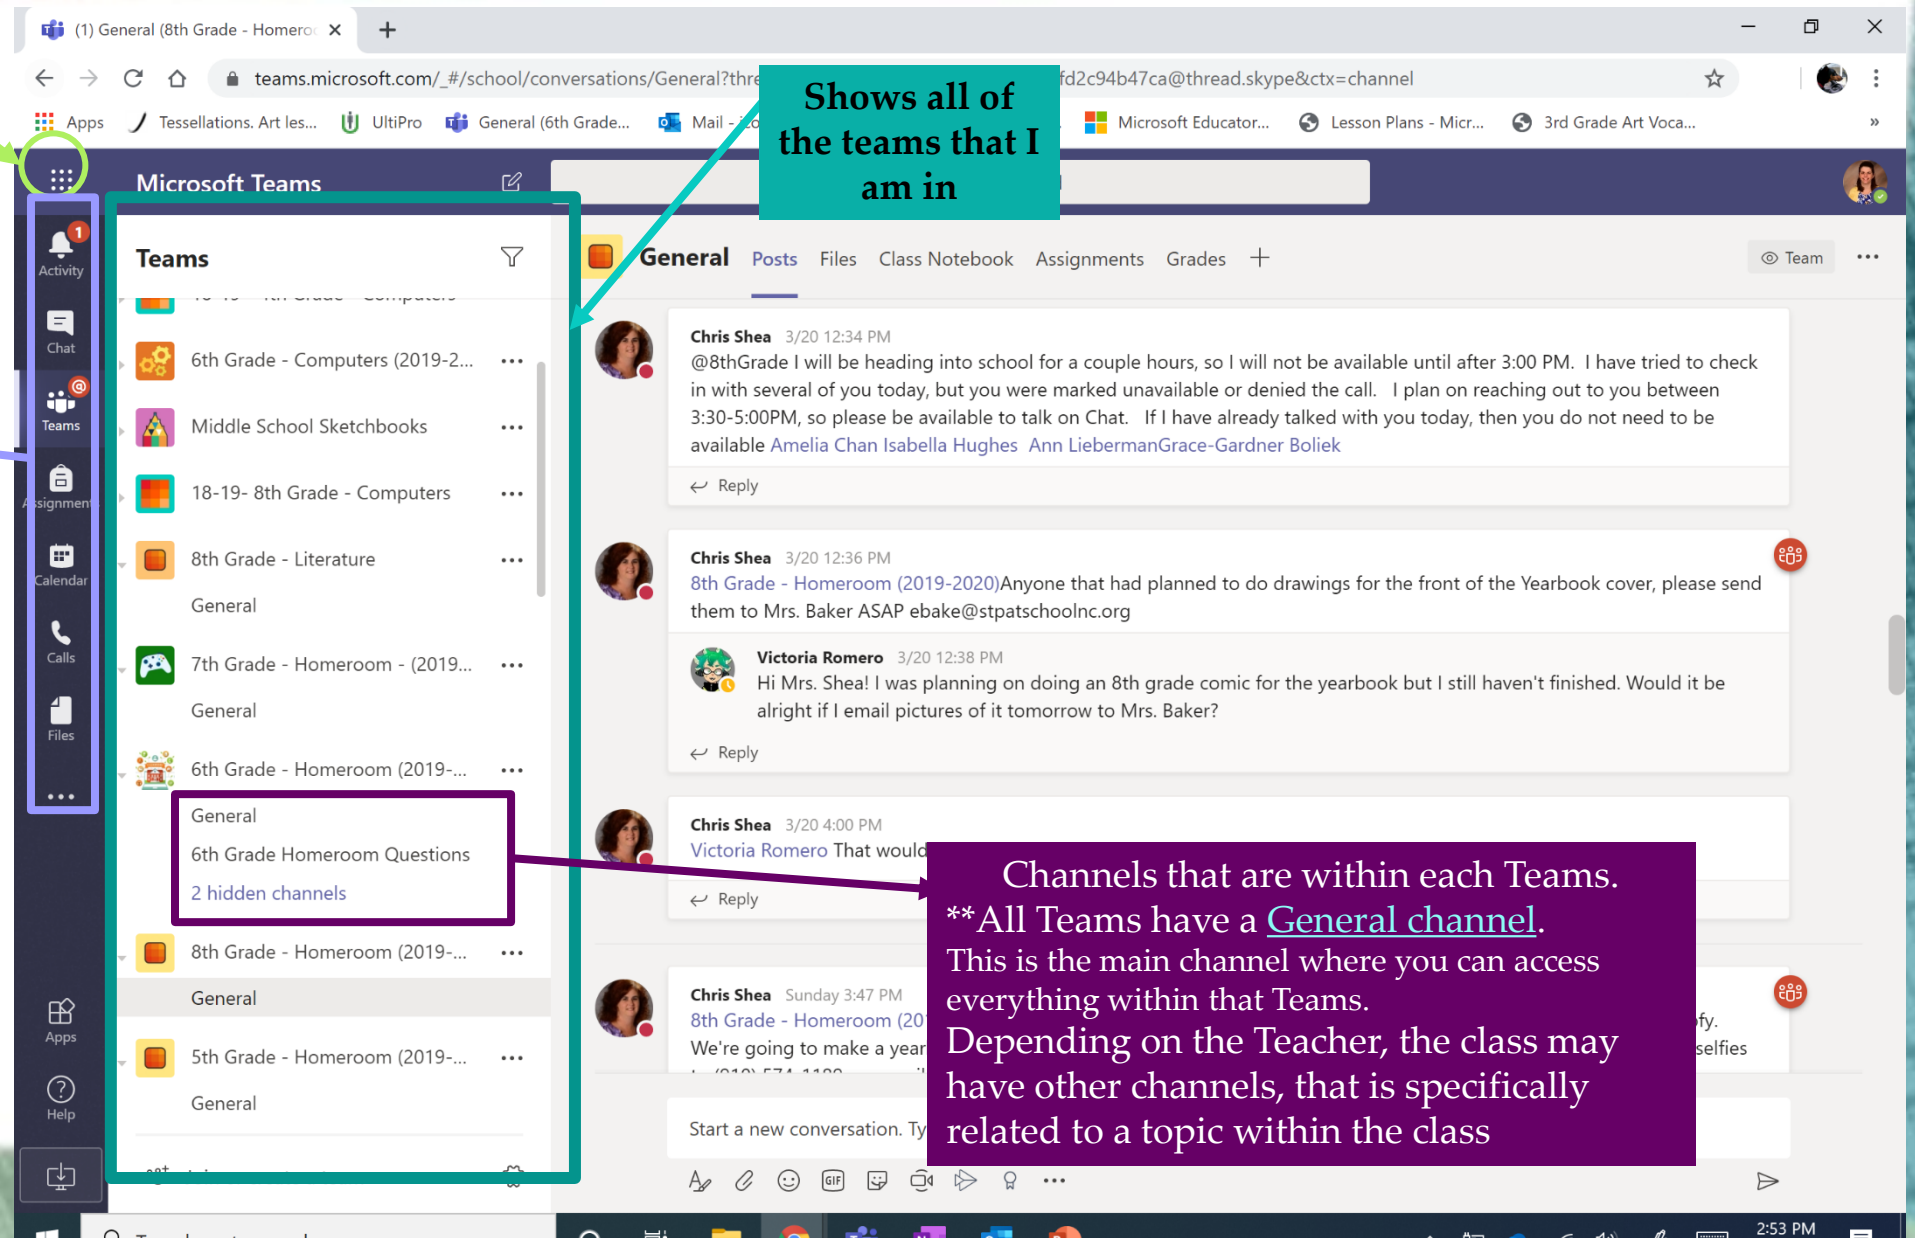 (1) General (8th Grade - Homeroo
teams.microsoft.com/_#/school/conversations/General?thre fd2c94b47ca@thread.skype&ctx=channel
Apps Tessellations. Art les... UltiPro General (6th Grade... Mail - Microsoft Educator... Lesson Plans - Micr... 3rd Grade Art Voca... »
Shows all of
the teams that I
am in
Microsoft Teams
1
Activity
Chat
Teams
Assignments
Calendar
Calls
Files
Apps
Help
Teams
18-19 - 4th Grade - Computers
6th Grade - Computers (2019-2...
Middle School Sketchbooks
18-19- 8th Grade - Computers
8th Grade - Literature
General
7th Grade - Homeroom - (2019...
General
6th Grade - Homeroom (2019-...
General
6th Grade Homeroom Questions
2 hidden channels
8th Grade - Homeroom (2019-...
General
5th Grade - Homeroom (2019-...
General
General Posts Files Class Notebook Assignments Grades
Team
Chris Shea 3/20 12:34 PM
@8thGrade I will be heading into school for a couple hours, so I will not be available until after 3:00 PM. I have tried to check
in with several of you today, but you were marked unavailable or denied the call. I plan on reaching out to you between
3:30-5:00PM, so please be available to talk on Chat. If I have already talked with you today, then you do not need to be
available Amelia Chan Isabella Hughes Ann LiebermanGrace-Gardner Boliek
Reply
Chris Shea 3/20 12:36 PM
8th Grade - Homeroom (2019-2020)Anyone that had planned to do drawings for the front of the Yearbook cover, please send
them to Mrs. Baker ASAP ebake@stpatschoolnc.org
Victoria Romero 3/20 12:38 PM
Hi Mrs. Shea! I was planning on doing an 8th grade comic for the yearbook but I still haven't finished. Would it be
alright if I email pictures of it tomorrow to Mrs. Baker?
Reply
Chris Shea 3/20 4:00 PM
Victoria Romero That would
Reply
Chris Shea Sunday 3:47 PM
8th Grade - Homeroom (20 ofy.
We're going to make a year selfies
Start a new conversation. Ty
GIF
Channels that are within each Teams.
**All Teams have a General channel.
This is the main channel where you can access
everything within that Teams.
Depending on the Teacher, the class may
have other channels, that is specifically
related to a topic within the class
2:53 PM